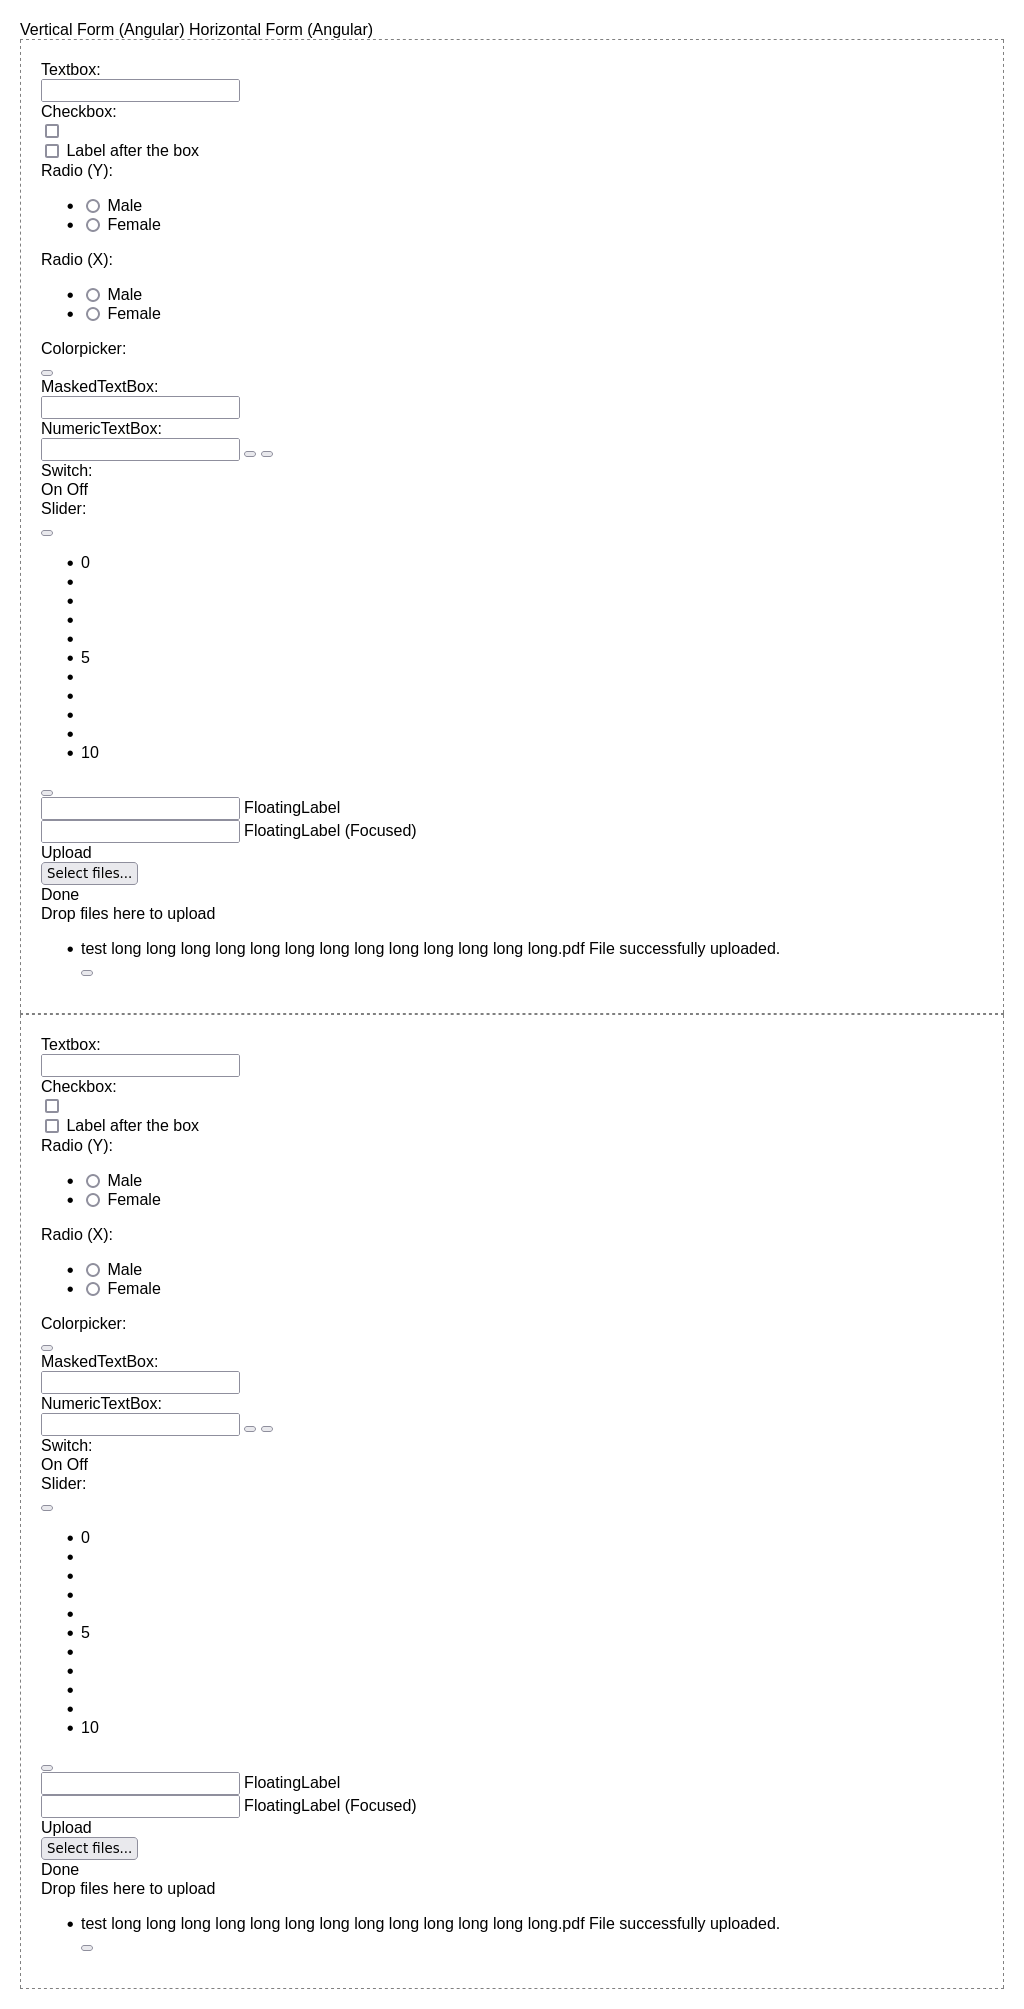 Vertical Form (Angular) Horizontal Form (Angular)
Textbox:
Checkbox:
Label after the box
Radio (Y):
Male
Female
Radio (X):
Male
Female
Colorpicker:
MaskedTextBox:
NumericTextBox:
Switch:
On Off
Slider:
0
5
10
FloatingLabel
FloatingLabel (Focused)
Upload
Select files...
Done
Drop files here to upload
test long long long long long long long long long long long long long.pdf File successfully uploaded.
Textbox:
Checkbox:
Label after the box
Radio (Y):
Male
Female
Radio (X):
Male
Female
Colorpicker:
MaskedTextBox:
NumericTextBox:
Switch:
On Off
Slider:
0
5
10
FloatingLabel
FloatingLabel (Focused)
Upload
Select files...
Done
Drop files here to upload
test long long long long long long long long long long long long long.pdf File successfully uploaded.